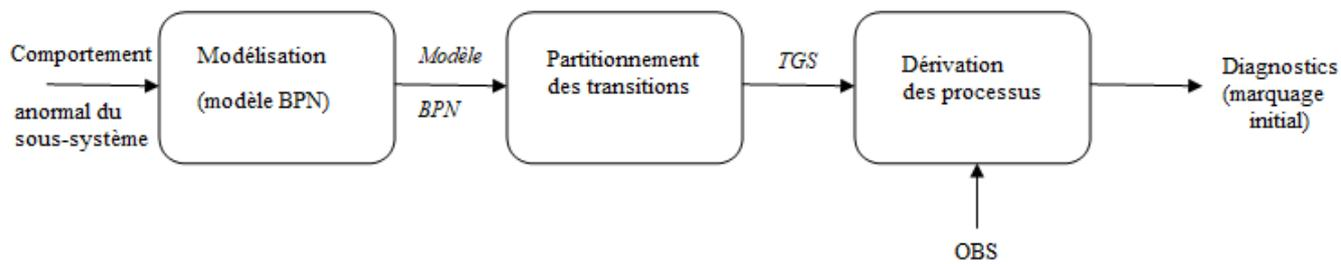 Comportement
anormal du
sous-système
Modélisation
(modèle BPN)
Modèle
BPN
Partitionnement
des transitions
TGS
Dérivation
des processus
OBS
Diagnostics
(marquage
initial)